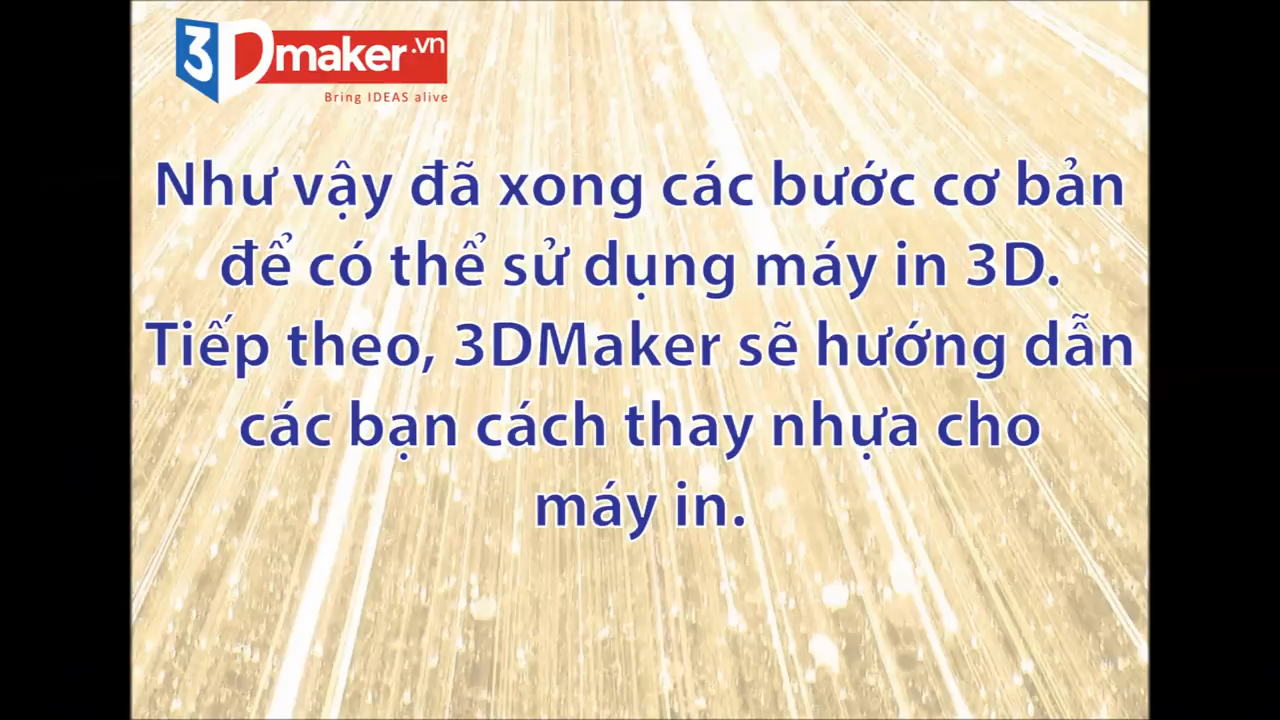 3Dmaker.vn
Bring IDEAS alive
Như vậy đã xong các bước cơ bản
để có thể sử dụng máy in 3D.
Tiếp theo, 3DMaker sẽ hướng dẫn
các bạn cách thay nhựa cho
máy in.